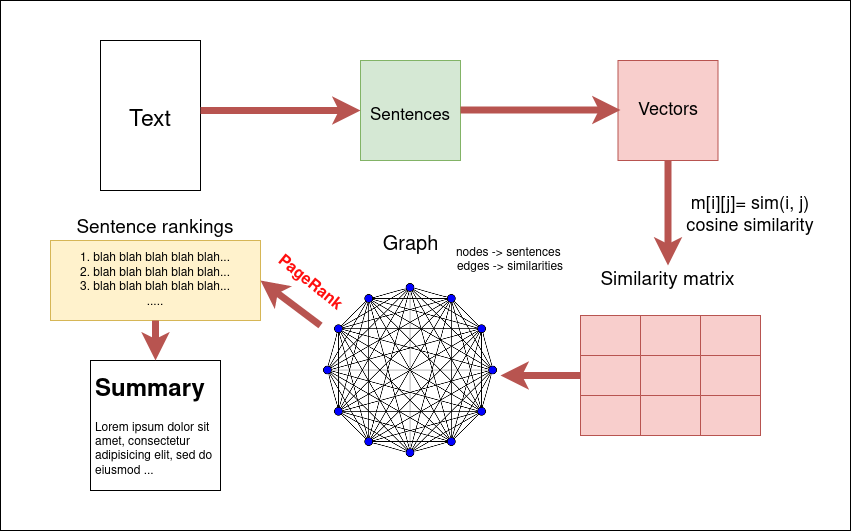 Text
Sentences
Vectors
m[i][j]= sim(i, j)
cosine similarity
Similarity matrix
Graph
nodes -> sentences
edges -> similarities
PageRank
Sentence rankings
1. blah blah blah blah blah...
2. blah blah blah blah blah...
3. blah blah blah blah blah...
.....
Summary
Lorem ipsum dolor sit
amet, consectetur
adipisicing elit, sed do
eiusmod ...